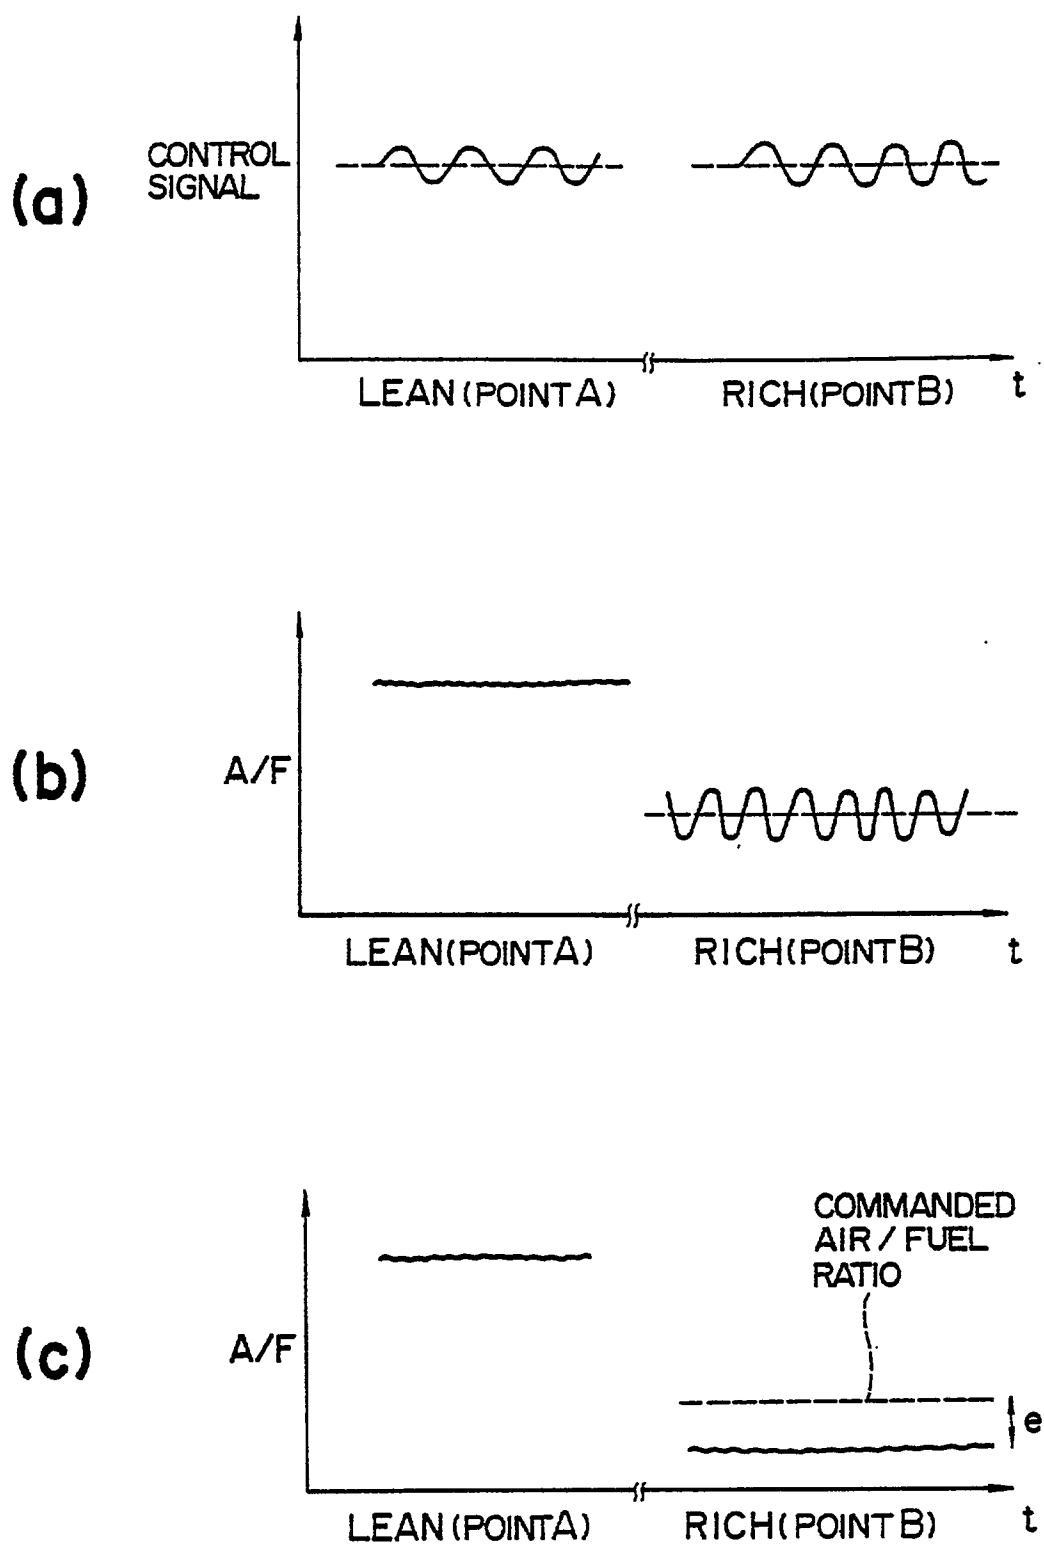 (a)
CONTROL
SIGNAL
LEAN (POINT A)
RICH (POINT B)
t
(b)
A/F
LEAN (POINT A)
RICH (POINT B)
t
COMMANDED
AIR / FUEL
RATIO
(c)
A/F
e
LEAN (POINT A)
RICH (POINT B)
t